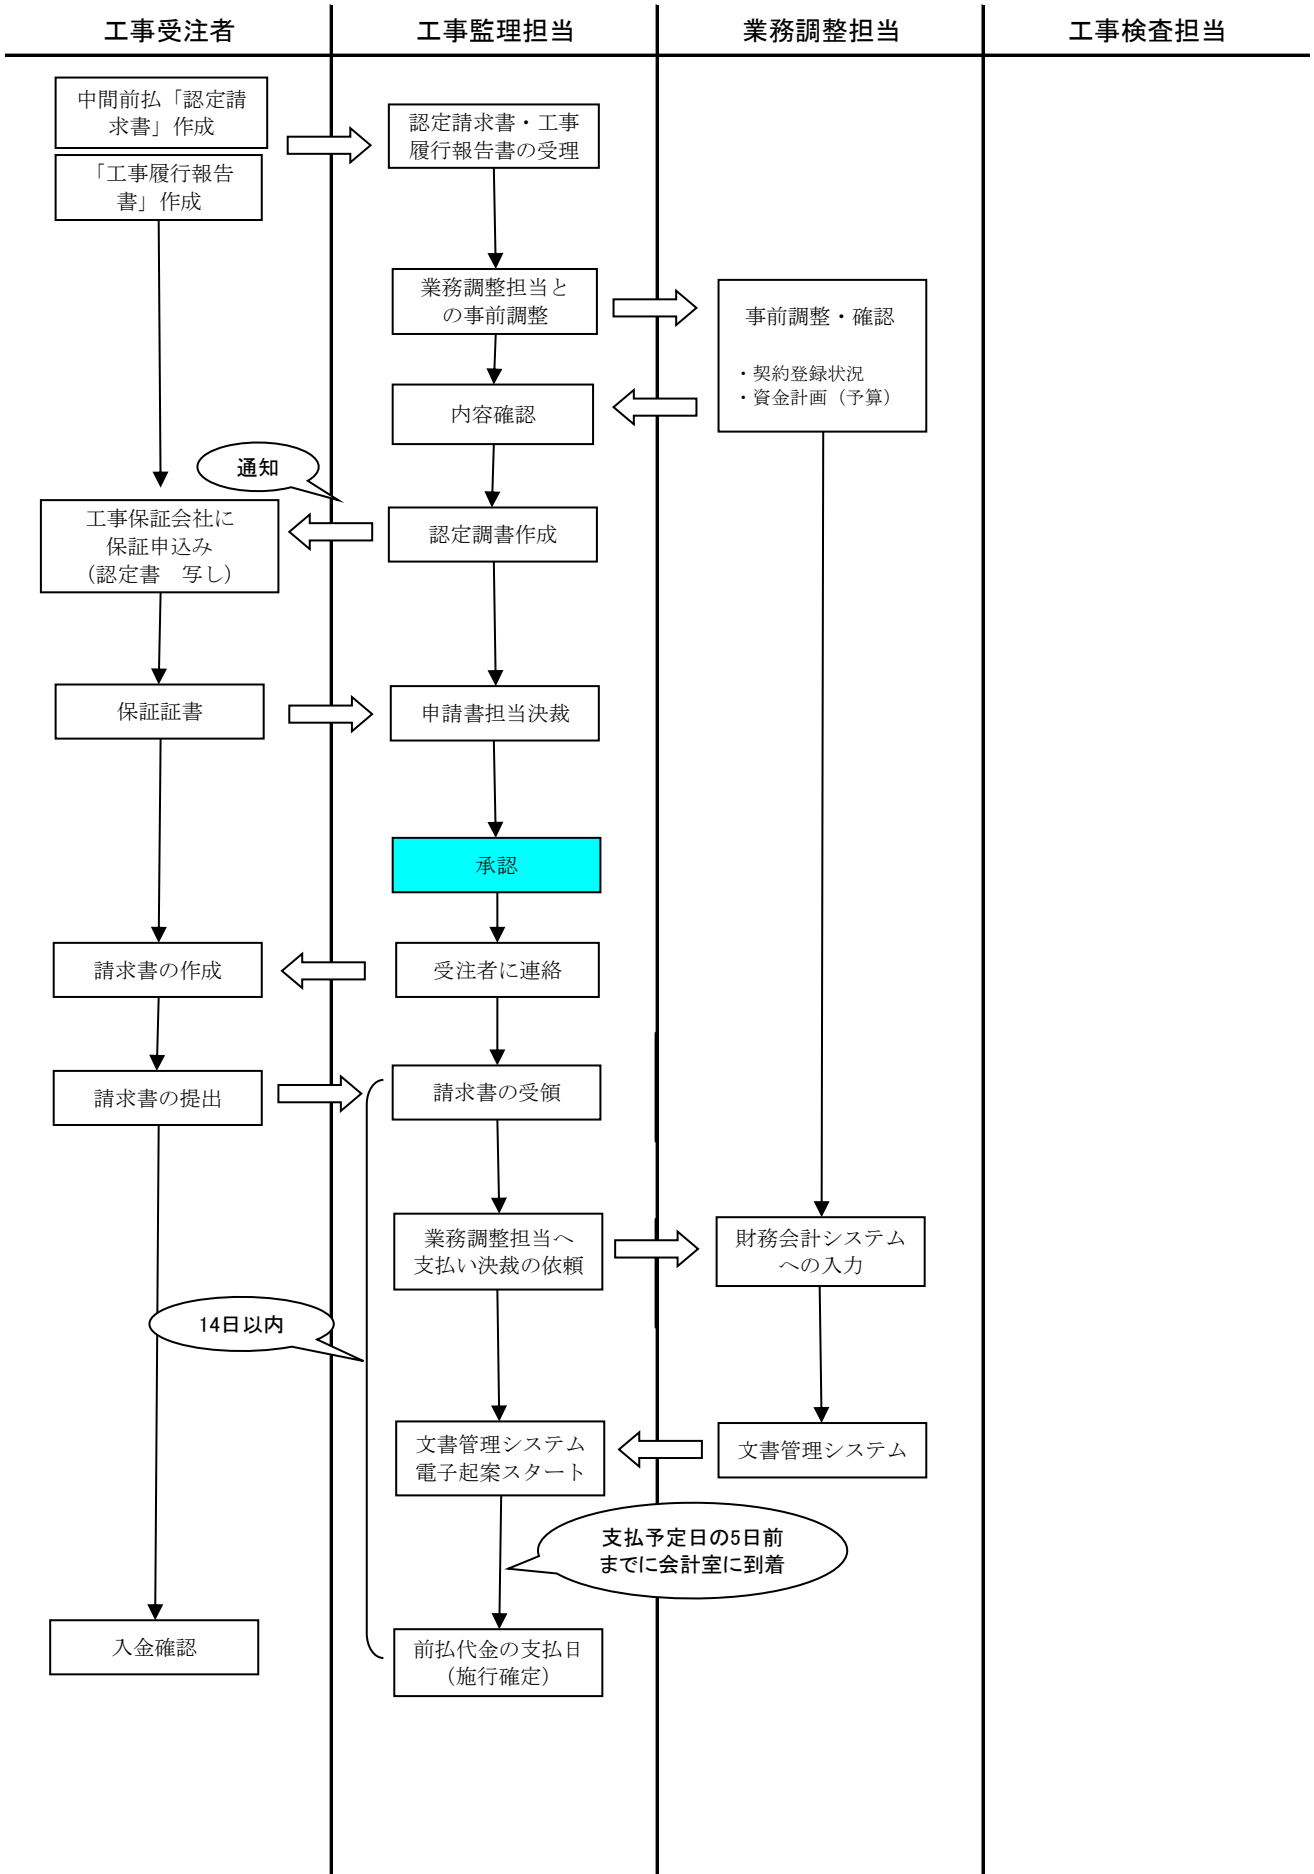 工事受注者
工事監理担当
業務調整担当
工事検査担当
中間前払「認定請
求書」作成
「工事履行報告
書」作成
認定請求書・工事
履行報告書の受理
業務調整担当と
の事前調整
事前調整・確認
・契約登録状況
・資金計画（予算）
内容確認
通知
工事保証会社に
保証申込み
（認定書　写し）
認定調書作成
保証証書
申請書担当決裁
承認
請求書の作成
受注者に連絡
請求書の提出
請求書の受領
業務調整担当へ
支払い決裁の依頼
財務会計システム
への入力
14日以内
文書管理システム
電子起案スタート
文書管理システム
支払予定日の5日前
までに会計室に到着
入金確認
前払代金の支払日
（施行確定）